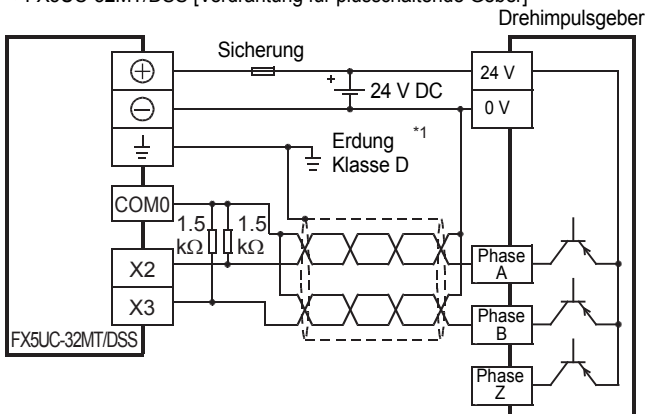 FX5UC-32MT/DSS [Verdrahtung für plusschaltende Geber]
Drehimpulsgeber
Sicherung
24 V
+
24 V DC
0 V
Erdung *1
Klasse D
COM0
1.5
kΩ
1.5
kΩ
X2
X3
Phase
A
Phase
B
Phase
Z
FX5UC-32MT/DSS